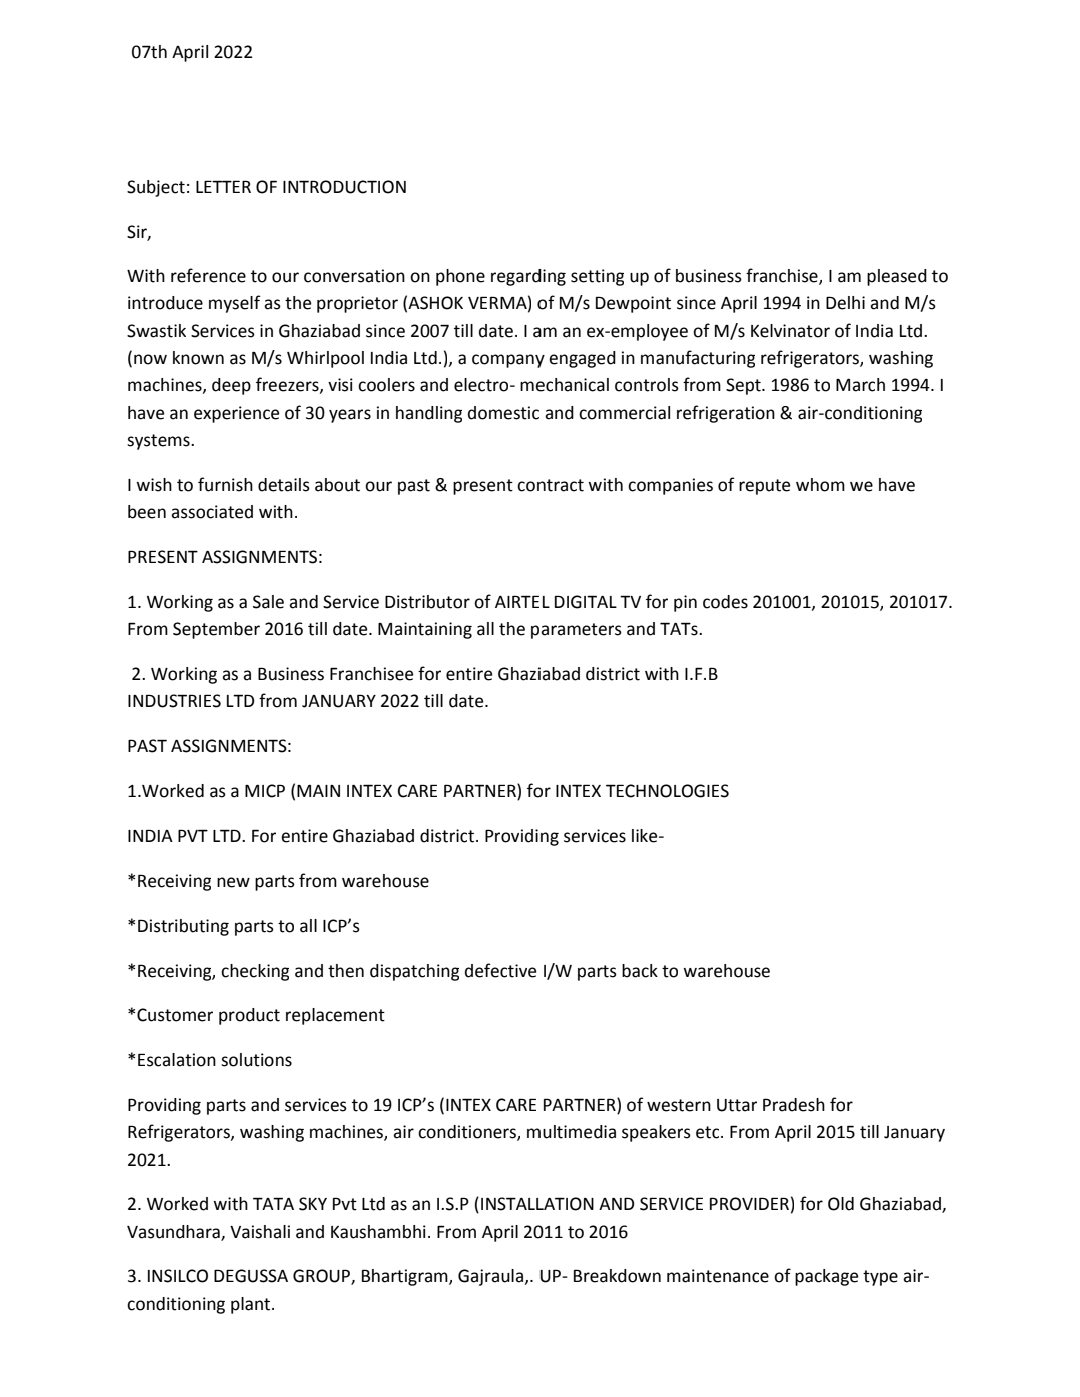 07th April 2022
Subject: LETTER OF INTRODUCTION
Sir,
With reference to our conversation on phone regarding setting up of business franchise, I am pleased to
introduce myself as the proprietor (ASHOK VERMA) of M/s Dewpoint since April 1994 in Delhi and M/s
Swastik Services in Ghaziabad since 2007 till date. I am an ex-employee of M/s Kelvinator of India Ltd.
(now known as M/s Whirlpool India Ltd.), a company engaged in manufacturing refrigerators, washing
machines, deep freezers, visi coolers and electro- mechanical controls from Sept. 1986 to March 1994. I
have an experience of 30 years in handling domestic and commercial refrigeration & air-conditioning
systems.
I wish to furnish details about our past & present contract with companies of repute whom we have
been associated with.
PRESENT ASSIGNMENTS:
1. Working as a Sale and Service Distributor of AIRTEL DIGITAL TV for pin codes 201001, 201015, 201017.
From September 2016 till date. Maintaining all the parameters and TATs.
2. Working as a Business Franchisee for entire Ghaziabad district with I.F.B
INDUSTRIES LTD from JANUARY 2022 till date.
PAST ASSIGNMENTS:
1.Worked as a MICP (MAIN INTEX CARE PARTNER) for INTEX TECHNOLOGIES
INDIA PVT LTD. For entire Ghaziabad district. Providing services like-
*Receiving new parts from warehouse
*Distributing parts to all ICP’s
*Receiving, checking and then dispatching defective I/W parts back to warehouse
*Customer product replacement
*Escalation solutions
Providing parts and services to 19 ICP’s (INTEX CARE PARTNER) of western Uttar Pradesh for
Refrigerators, washing machines, air conditioners, multimedia speakers etc. From April 2015 till January
2021.
2. Worked with TATA SKY Pvt Ltd as an I.S.P (INSTALLATION AND SERVICE PROVIDER) for Old Ghaziabad,
Vasundhara, Vaishali and Kaushambhi. From April 2011 to 2016
3. INSILCO DEGUSSA GROUP, Bhartigram, Gajraula,. UP- Breakdown maintenance of package type air-
conditioning plant.